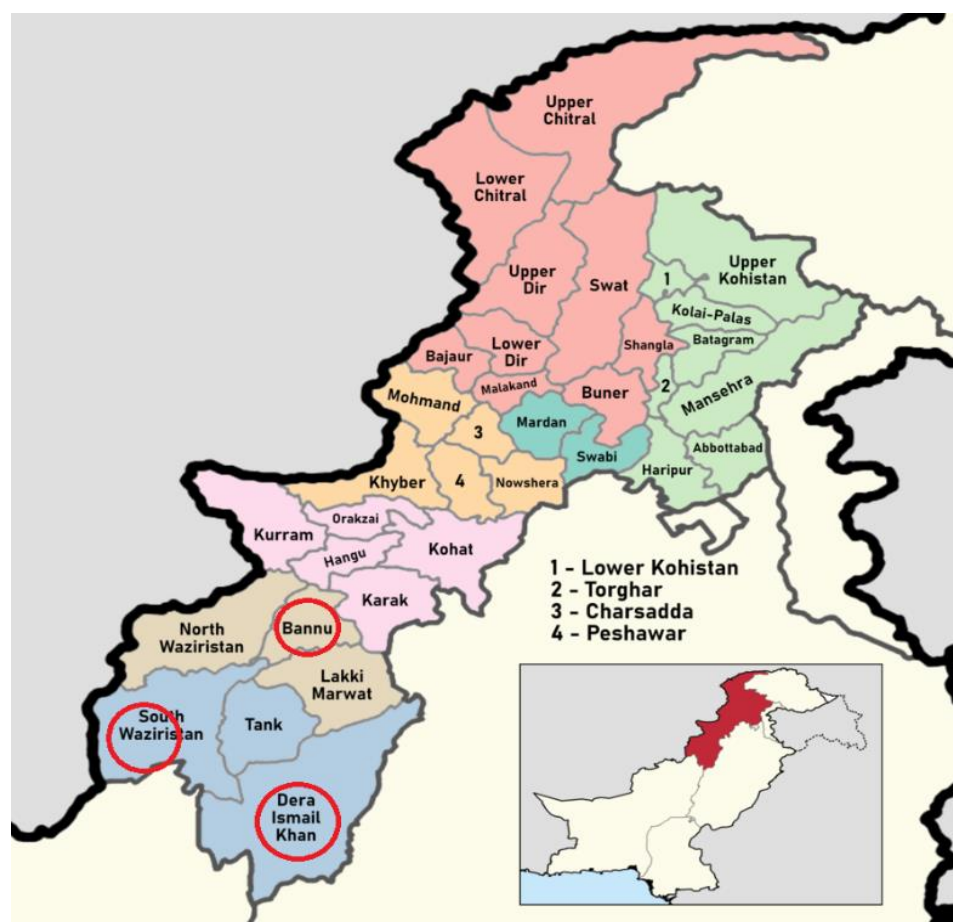 Upper
Chitral
Lower
Chitral
Upper
Dir
Swat
1
Upper
Kohistan
Kolai-Palas
Batagram
Shangla
Lower
Dir
Bajaur
Malakand
Buner
2
Mansehra
Mohmand
3
Mardan
Swabi
Abbottabad
Haripur
Khyber
4
Nowshera
Orakzai
Kurram
Hangu
Kohat
Karak
1 - Lower Kohistan
2 - Torghar
3 - Charsadda
4 - Peshawar
North
Waziristan
Bannu
Lakki
Marwat
South
Waziristan
Tank
Dera
Ismail
Khan